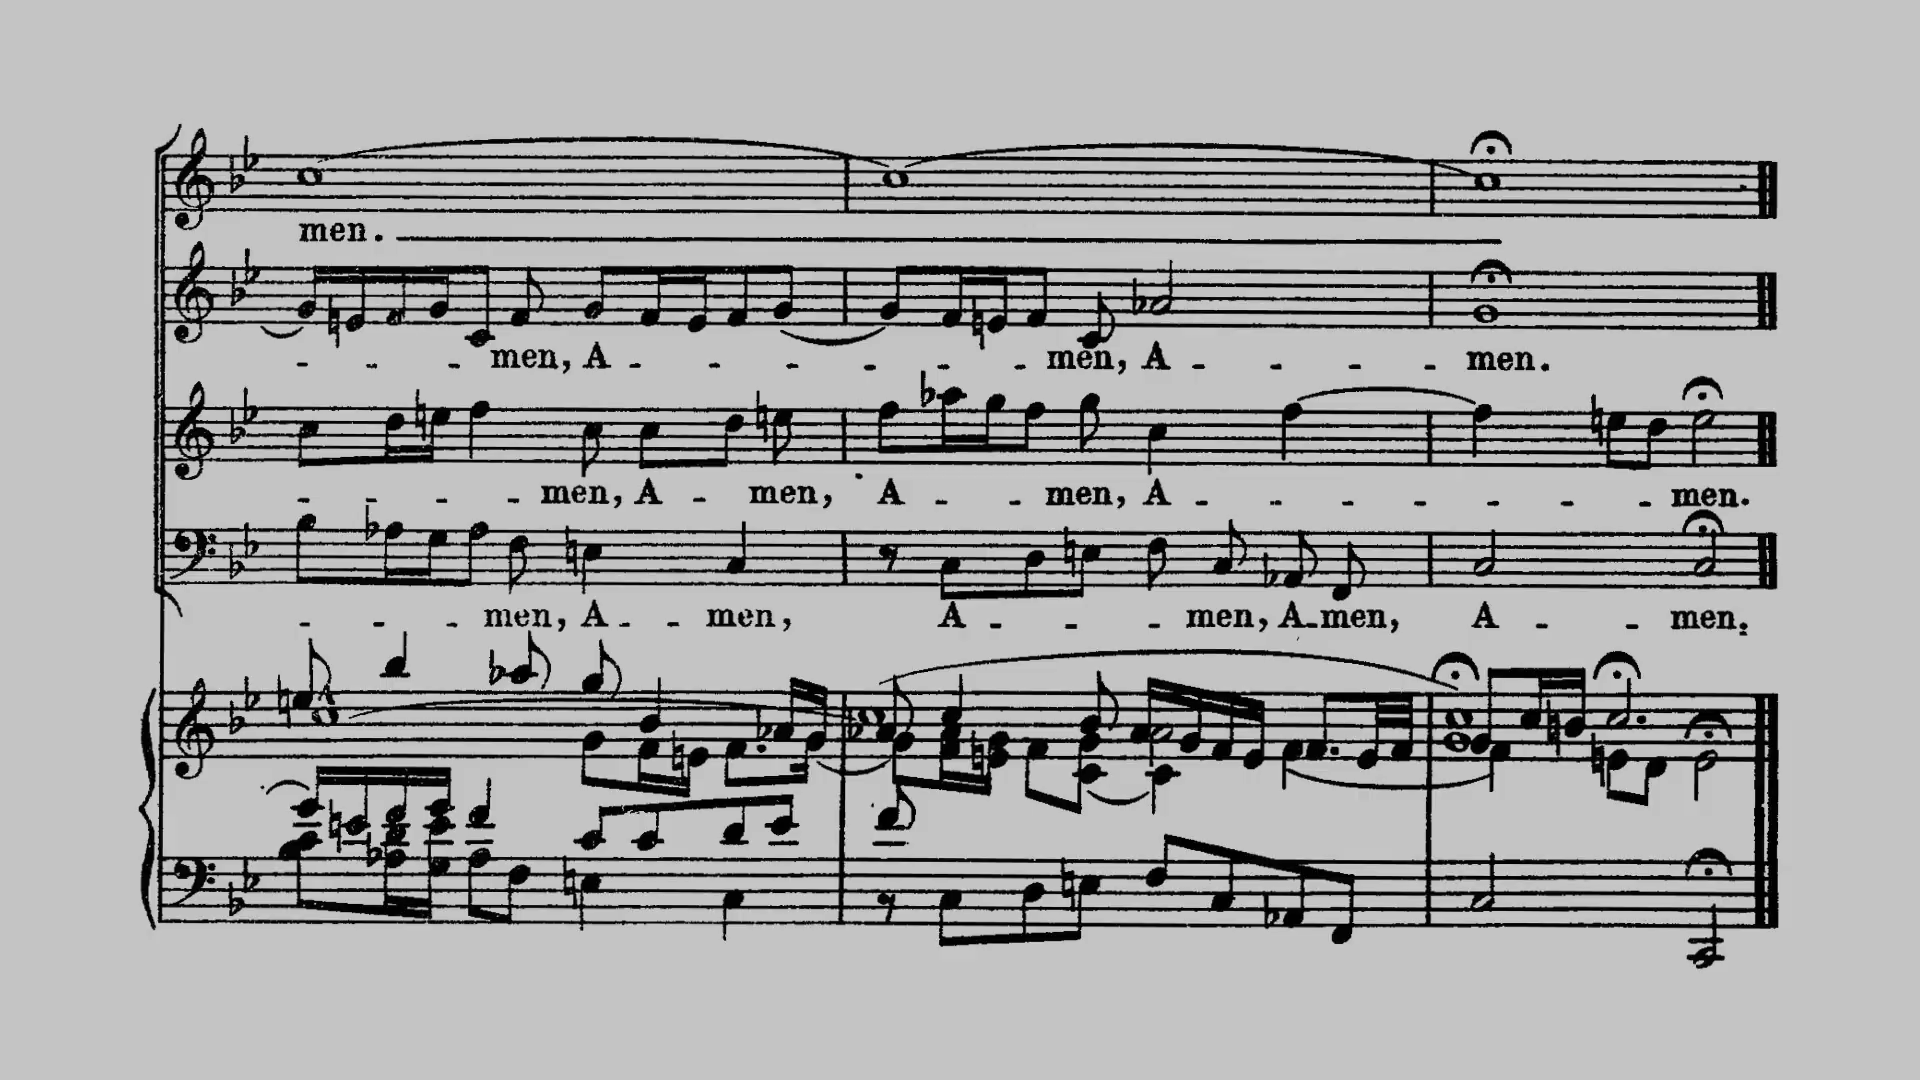 men.
- - - men, A - - - - - - men, A - - - men.
- - - - men, A - men, A - - men, A - - - - - - - men.
- - - men, A - - men, A - - - men, A - men, A - - men.